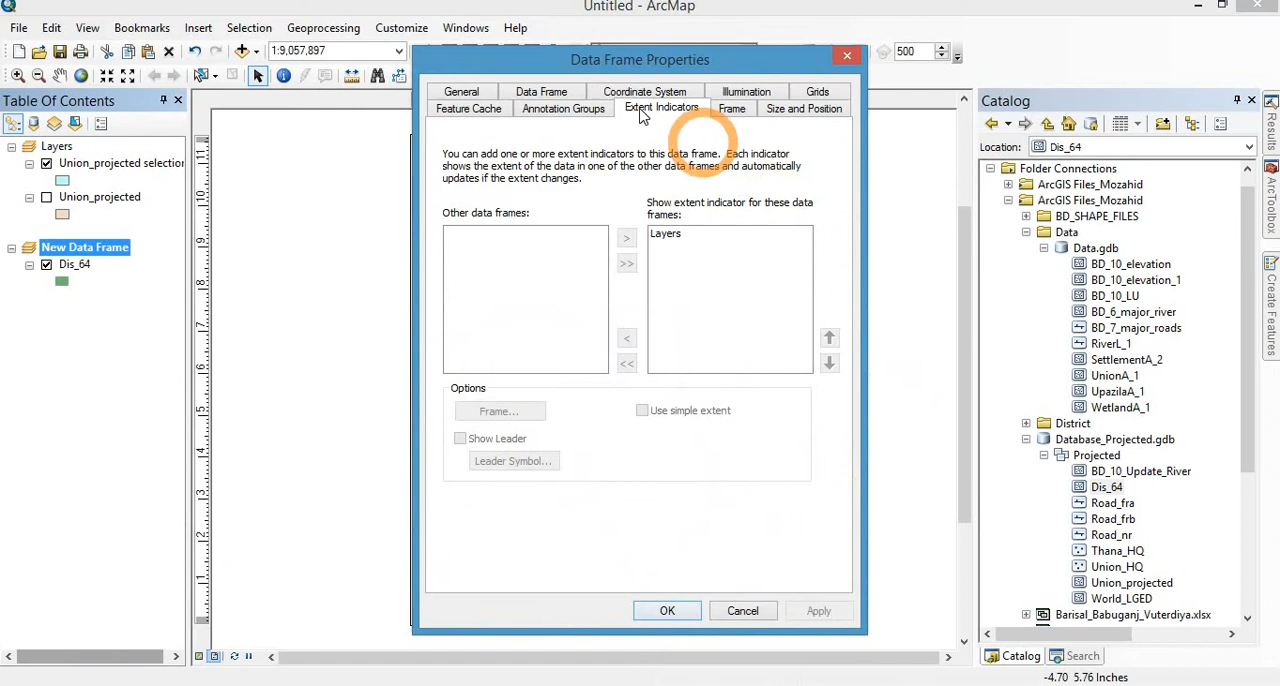 Untitled - ArcMap
File Edit View Bookmarks Insert Selection Geoprocessing Customize Windows Help
1:9,057,897
500
Table Of Contents
Layers
Union_projected selection
Union_projected
New Data Frame
Dis_64
Data Frame Properties
General Data Frame Coordinate System Illumination Grids
Feature Cache Annotation Groups Extent Indicators Frame Size and Position
You can add one or more extent indicators to this data frame. Each indicator
shows the extent of the data in one of the other data frames and automatically
updates if the extent changes.
Other data frames:
Show extent indicator for these data
frames:
Layers
>
>>
<
<<
Options
Frame...
Use simple extent
Show Leader
Leader Symbol...
OK Cancel Apply
Catalog
Location: Dis_64
Folder Connections
ArcGIS Files_Mozahid
ArcGIS Files_Mozahid
BD_SHAPE_FILES
Data
Data.gdb
BD_10_elevation
BD_10_elevation_1
BD_10_LU
BD_6_major_river
BD_7_major_roads
RiverL_1
SettlementA_2
UnionA_1
UpazilaA_1
WetlandA_1
District
Database_Projected.gdb
Projected
BD_10_Update_River
Dis_64
Road_fra
Road_frb
Road_nr
Thana_HQ
Union_HQ
Union_projected
World_LGED
Barisal_Babuganj_Vuterdiya.xlsx
Catalog Search
Results
ArcToolbox
Create Features
-4.70 5.76 Inches